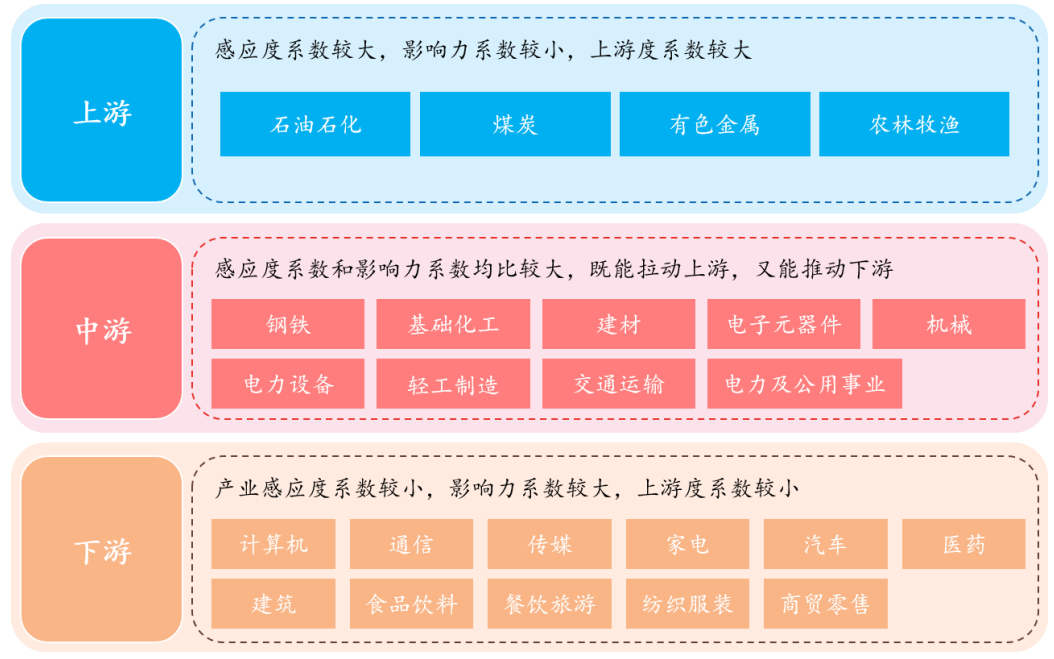 上游
感应度系数较大，影响力系数较小，上游度系数较大
石油石化 煤炭 有色金属 农林牧渔
中游
感应度系数和影响力系数均比较大，既能拉动上游，又能推动下游
钢铁 基础化工 建材 电子元器件 机械
电力设备 轻工制造 交通运输 电力及公用事业
下游
产业感应度系数较小，影响力系数较大，上游度系数较小
计算机 通信 传媒 家电 汽车 医药
建筑 食品饮料 餐饮旅游 纺织服装 商贸零售